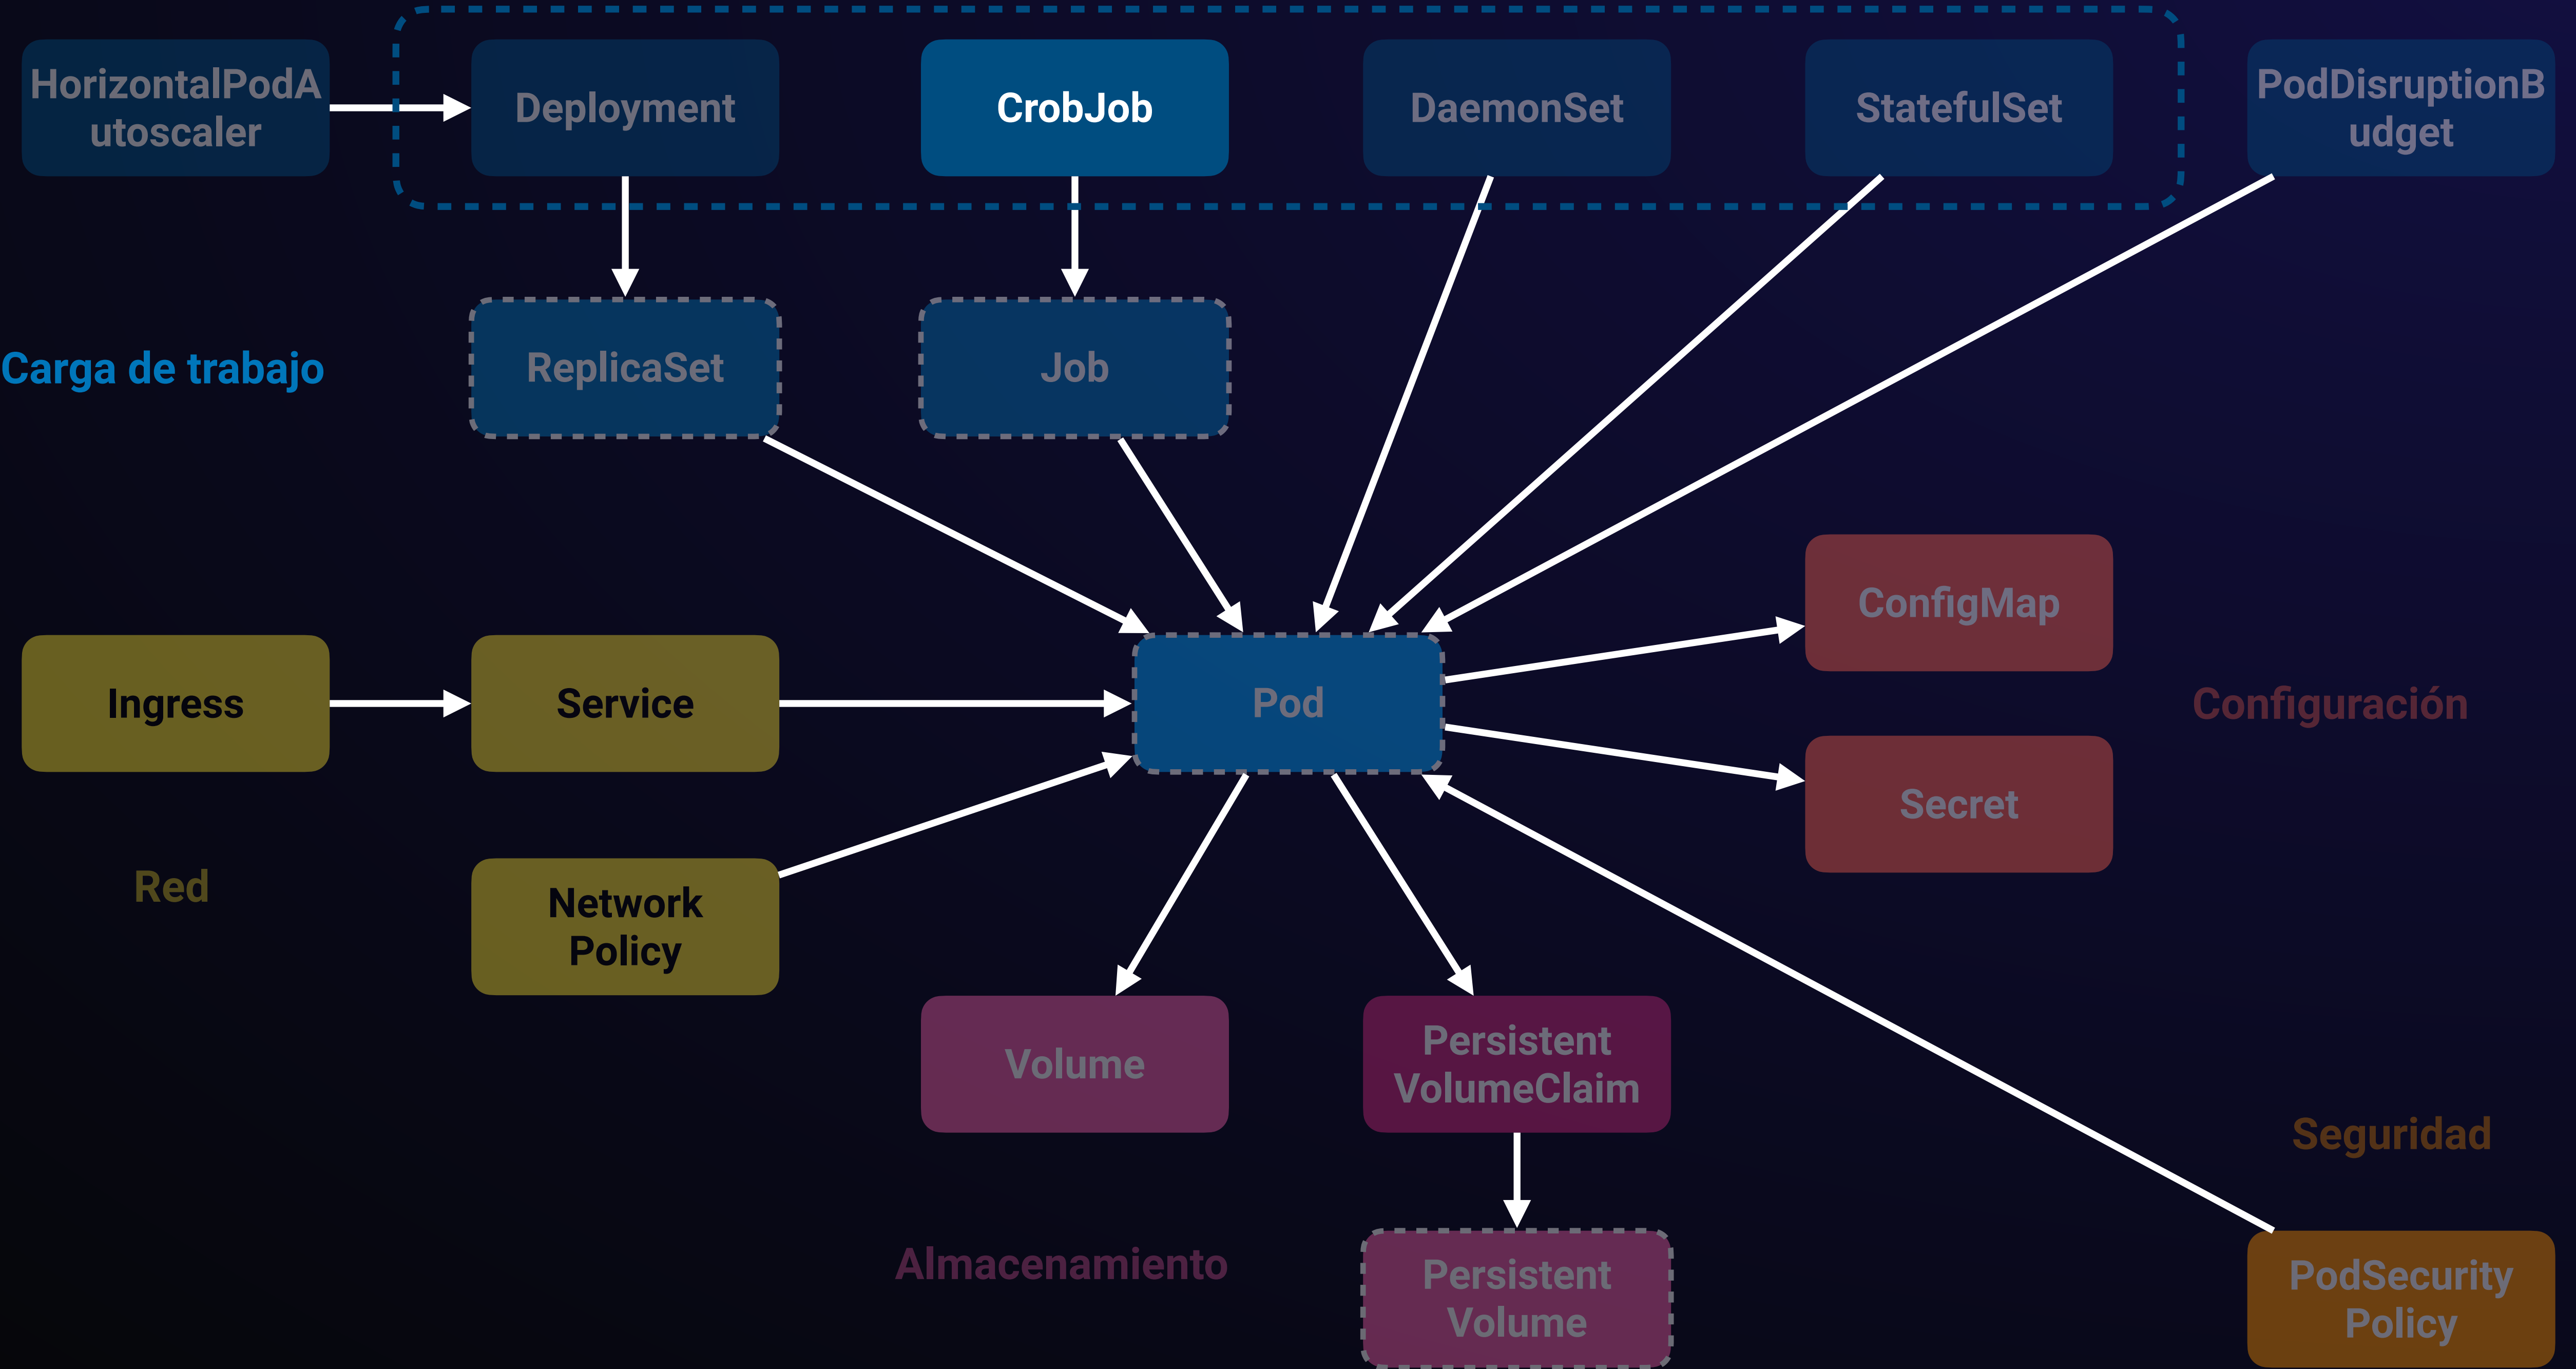 HorizontalPodA
utoscaler
Deployment
CrobJob
DaemonSet
StatefulSet
PodDisruptionB
udget
Carga de trabajo
ReplicaSet
Job
ConfigMap
Ingress
Service
Pod
Configuración
Secret
Red
Network
Policy
Volume
Persistent
VolumeClaim
Seguridad
Almacenamiento
Persistent
Volume
PodSecurity
Policy